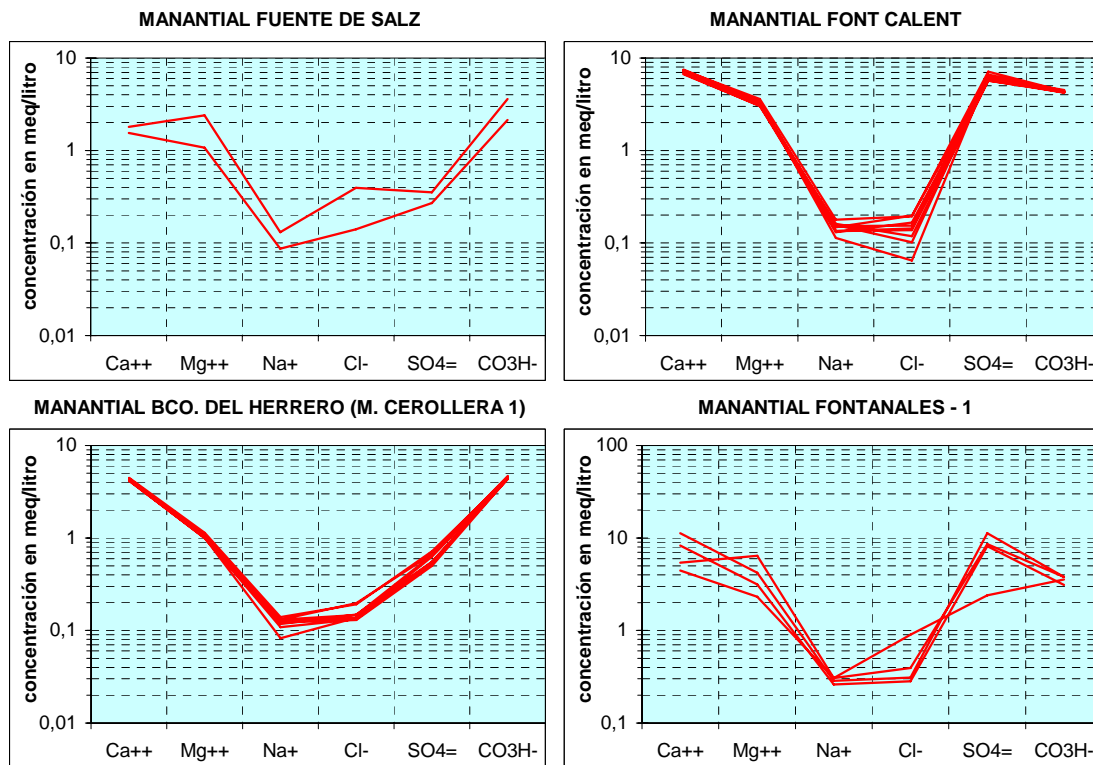 MANANTIAL FUENTE DE SALZ
concentración en meq/litro
10
1
0,1
0,01
Ca++ Mg++ Na+ Cl- SO4= CO3H-
MANANTIAL FONT CALENT
concentración en meq/litro
10
1
0,1
0,01
Ca++ Mg++ Na+ Cl- SO4= CO3H-
MANANTIAL BCO. DEL HERRERO (M. CEROLLERA 1)
concentración en meq/litro
10
1
0,1
0,01
Ca++ Mg++ Na+ Cl- SO4= CO3H-
MANANTIAL FONTANALES - 1
concentración en meq/litro
100
10
1
0,1
Ca++ Mg++ Na+ Cl- SO4= CO3H-